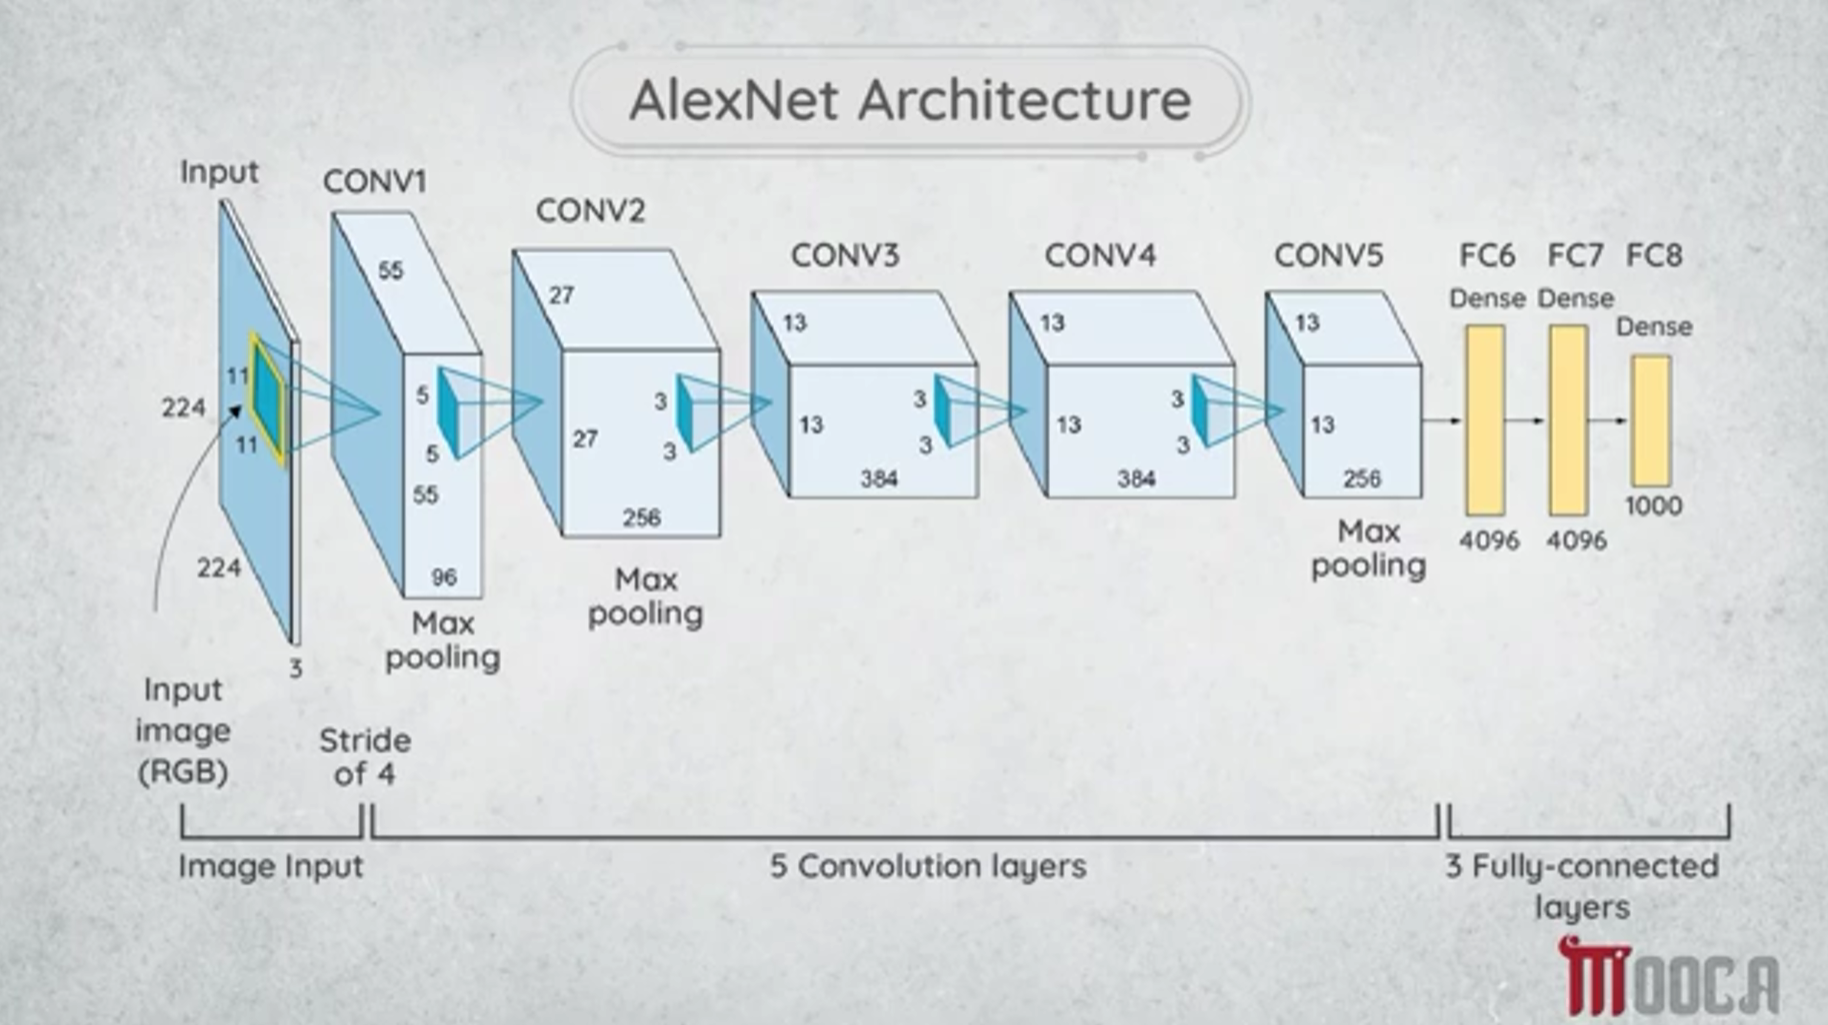 AlexNet Architecture
Input
CONV1
CONV2
CONV3
CONV4
CONV5
FC6
FC7
FC8
Dense
Dense
Dense
224
224
3
11
11
55
55
96
5
5
27
27
256
3
3
13
13
384
3
3
13
13
384
3
3
13
13
256
4096
4096
1000
Max
pooling
Max
pooling
Max
pooling
Input
image
(RGB)
Stride
of 4
Image Input
5 Convolution layers
3 Fully-connected
layers
MOOCA